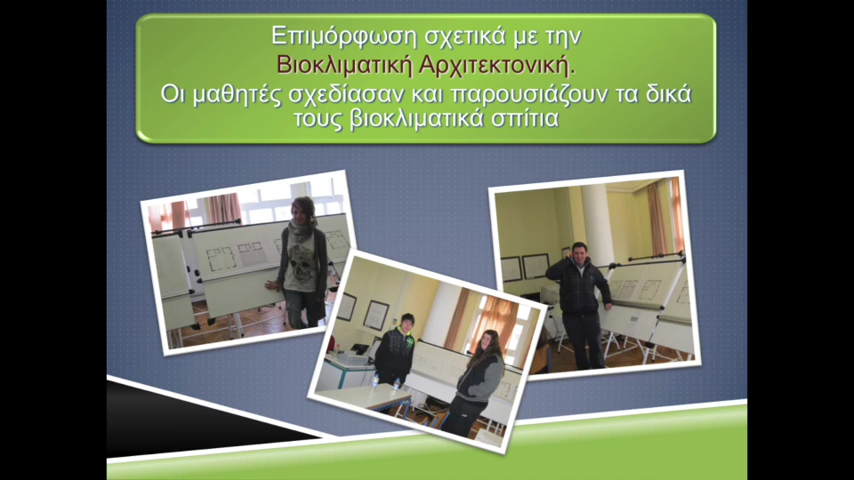 Επιμόρφωση σχετικά με την
Βιοκλιματική Αρχιτεκτονική.
Οι μαθητές σχεδίασαν και παρουσιάζουν τα δικά
τους βιοκλιματικά σπίτια